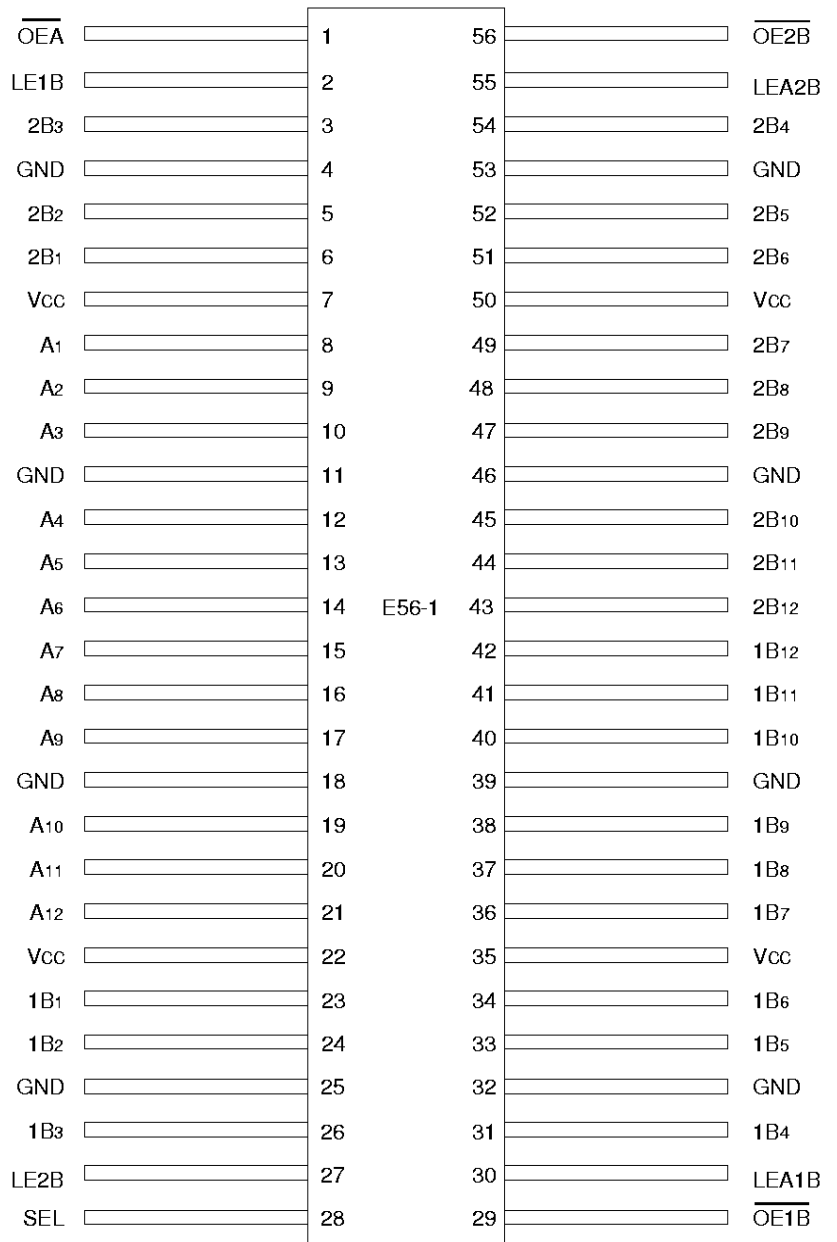 OEA 1 56 OE2B
LE1B 2 55 LEA2B
2B3 3 54 2B4
GND 4 53 GND
2B2 5 52 2B5
2B1 6 51 2B6
VCC 7 50 VCC
A1 8 49 2B7
A2 9 48 2B8
A3 10 47 2B9
GND 11 46 GND
A4 12 45 2B10
A5 13 44 2B11
A6 14 E56-1 43 2B12
A7 15 42 1B12
A8 16 41 1B11
A9 17 40 1B10
GND 18 39 GND
A10 19 38 1B9
A11 20 37 1B8
A12 21 36 1B7
VCC 22 35 VCC
1B1 23 34 1B6
1B2 24 33 1B5
GND 25 32 GND
1B3 26 31 1B4
LE2B 27 30 LEA1B
SEL 28 29 OE1B